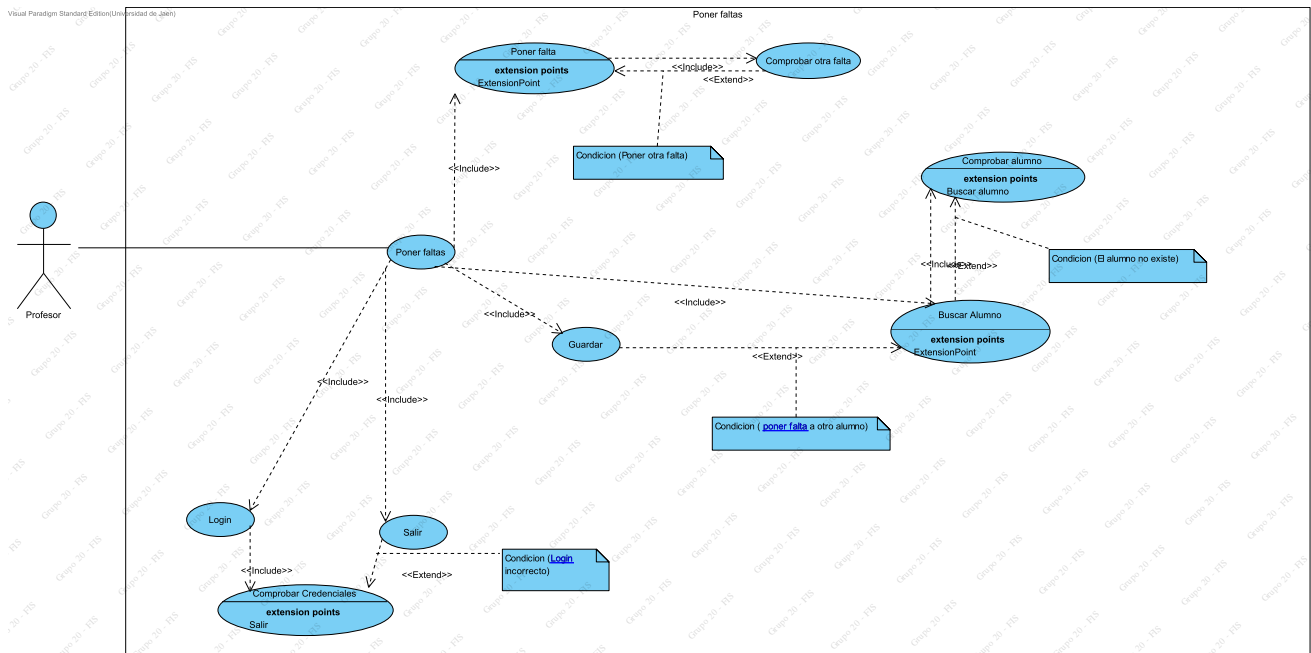 Visual Paradigm Standard Edition(Universidad de Jaen)
Poner faltas
Poner falta
extension points
ExtensionPoint
Comprobar otra falta
<<Include>>
<<Extend>>
Condicion (Poner otra falta)
<<Include>>
Comprobar alumno
extension points
Buscar alumno
Poner faltas
Condicion (El alumno no existe)
<<Include>>
<<Extend>>
Profesor
<<Include>>
<<Include>>
Buscar Alumno
extension points
ExtensionPoint
Guardar
<<Extend>>
<<Include>>
<<Include>>
Condicion ( poner falta a otro alumno)
Login
Salir
Condicion (Login
incorrecto)
<<Include>>
<<Extend>>
Comprobar Credenciales
extension points
Salir
Grupo 20 - FIS